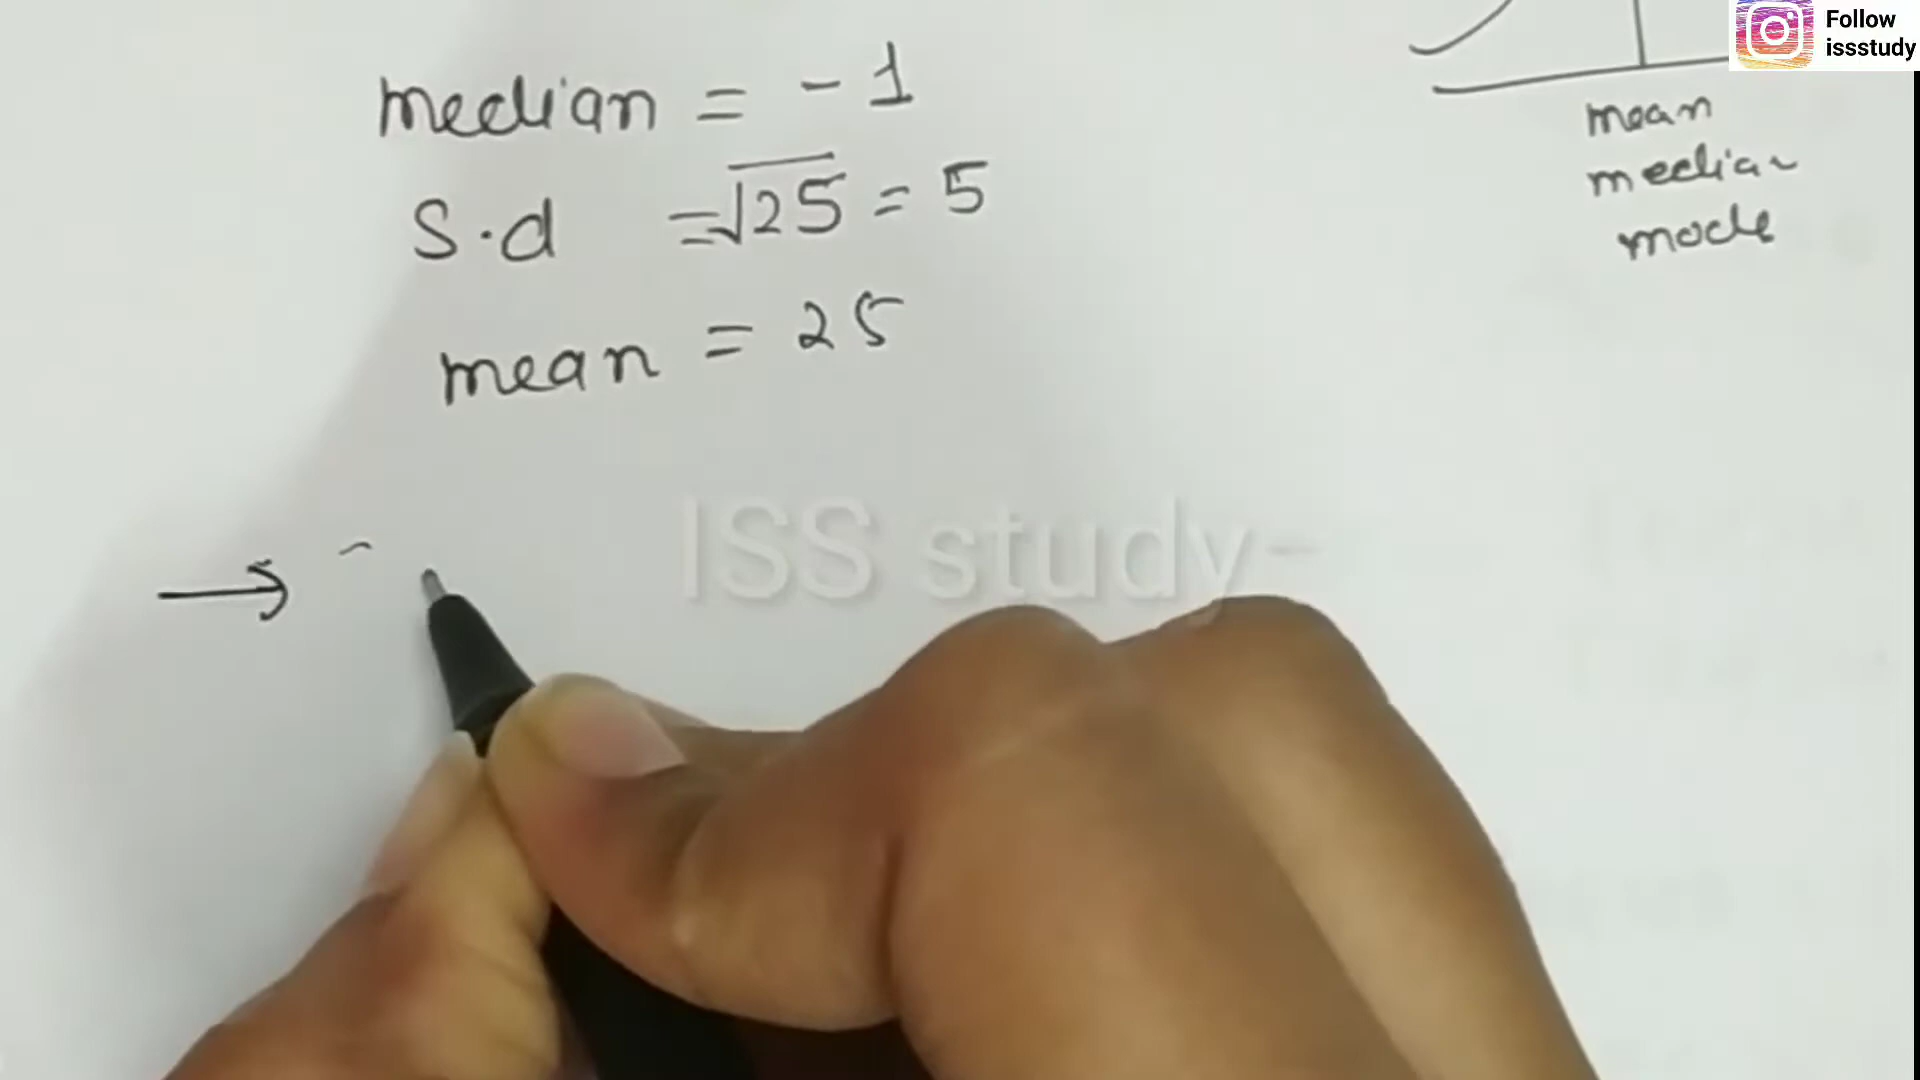 median = - 1
S.d = √25 = 5
mean = 25
→ -
mean
median
mode
Follow
issstudy
ISS study-